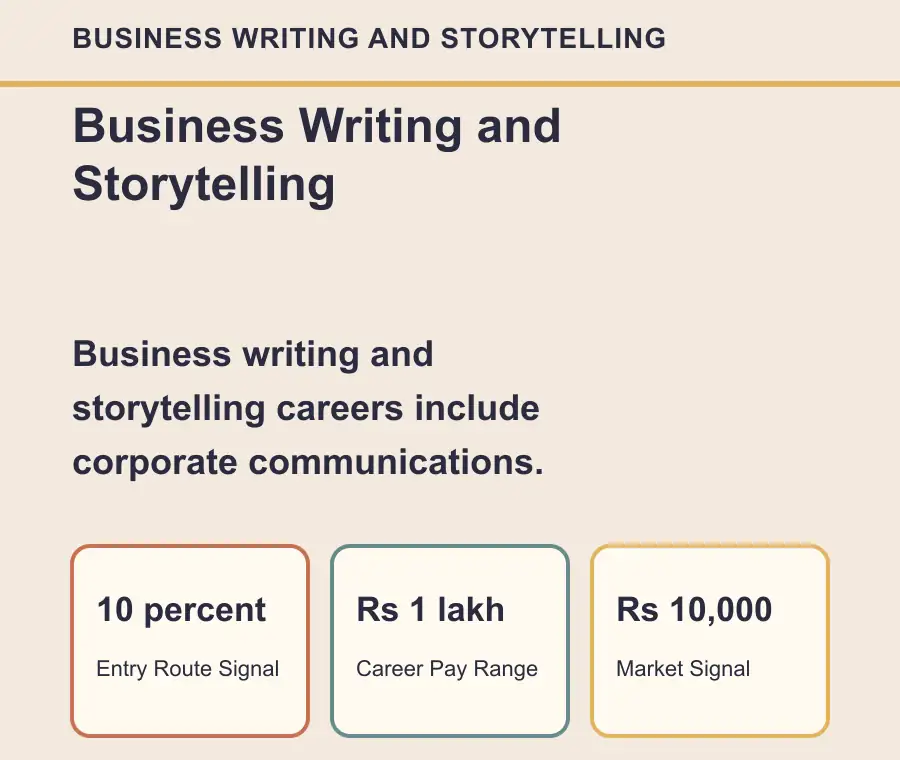 BUSINESS WRITING AND STORYTELLING
Business Writing and
Storytelling
Business writing and
storytelling careers include
corporate communications.
10 percent
Entry Route Signal
Rs 1 lakh
Career Pay Range
Rs 10,000
Market Signal